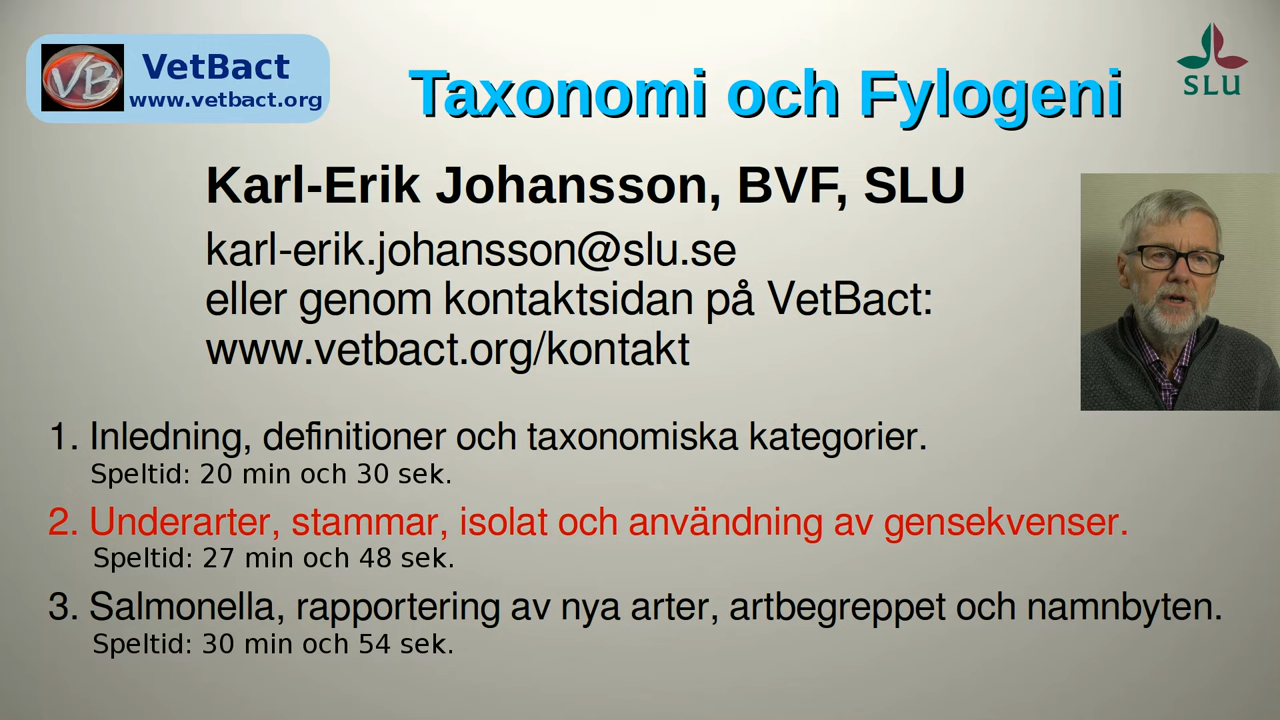 VB
VetBact
www.vetbact.org
Taxonomi och Fylogeni
SLU
Karl-Erik Johansson, BVF, SLU
karl-erik.johansson@slu.se
eller genom kontaktsidan på VetBact:
www.vetbact.org/kontakt
1. Inledning, definitioner och taxonomiska kategorier.
Speltid: 20 min och 30 sek.
2. Underarter, stammar, isolat och användning av gensekvenser.
Speltid: 27 min och 48 sek.
3. Salmonella, rapportering av nya arter, artbegreppet och namnbyten.
Speltid: 30 min och 54 sek.